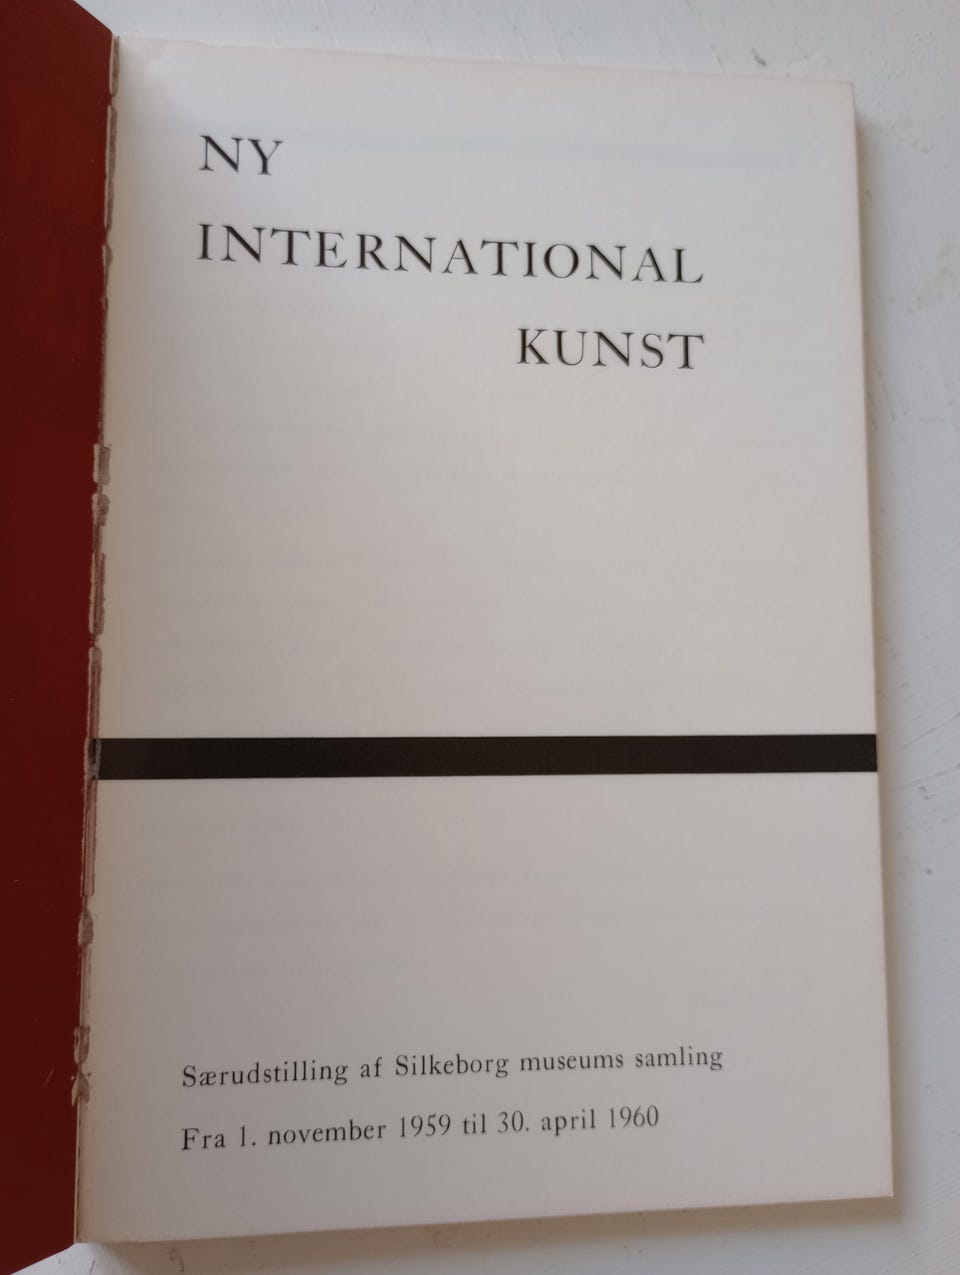 NY
INTERNATIONAL
KUNST
Særudstilling af Silkeborg museums samling
Fra 1. november 1959 til 30. april 1960